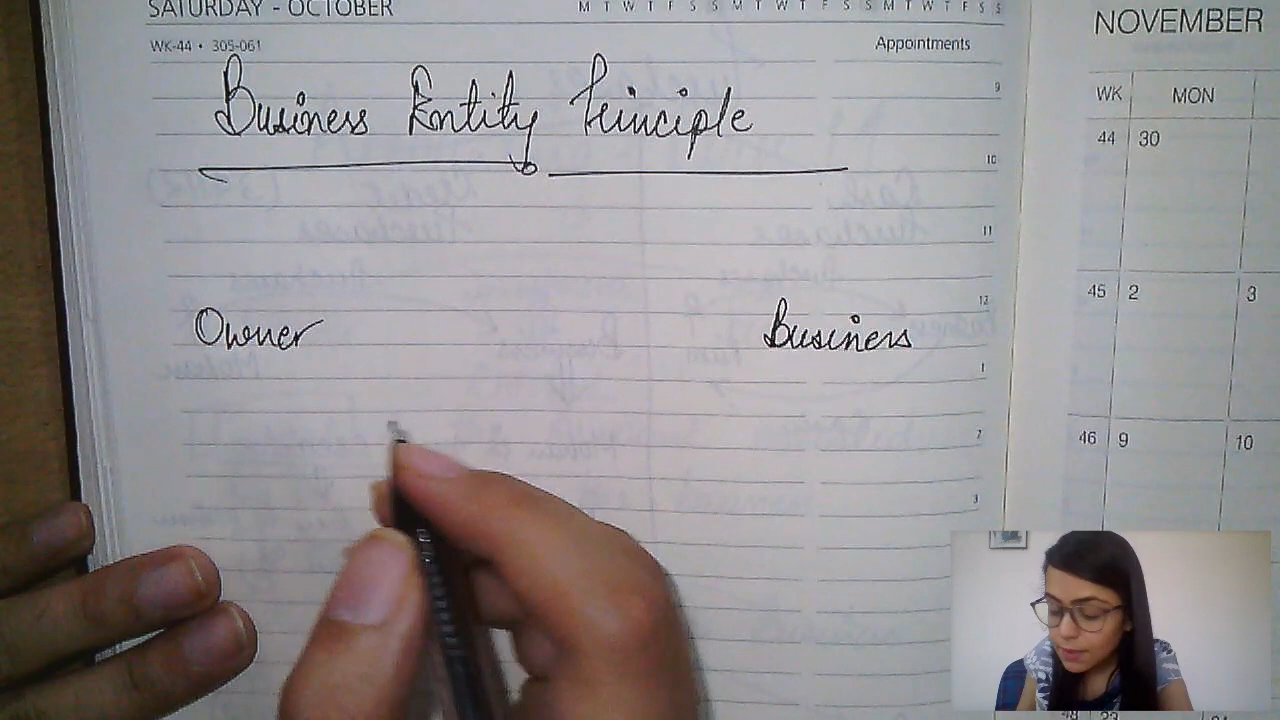 SATURDAY - OCTOBER
M T W T F S S M T W T F S S M T W T F S S
WK-44 • 305-061
Appointments
Business Entity Principle
9
10
11
12
Owner
Business
1
2
3
NOVEMBER
WK MON
44 30
45 2 3
46 9 10